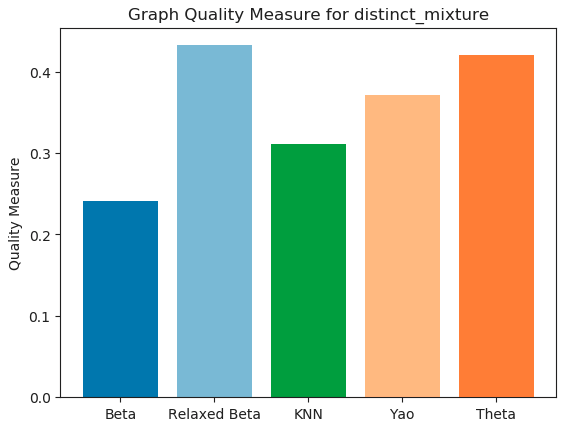 Graph Quality Measure for distinct_mixture
Quality Measure
0.4
0.3
0.2
0.1
0.0
Beta
Relaxed Beta
KNN
Yao
Theta